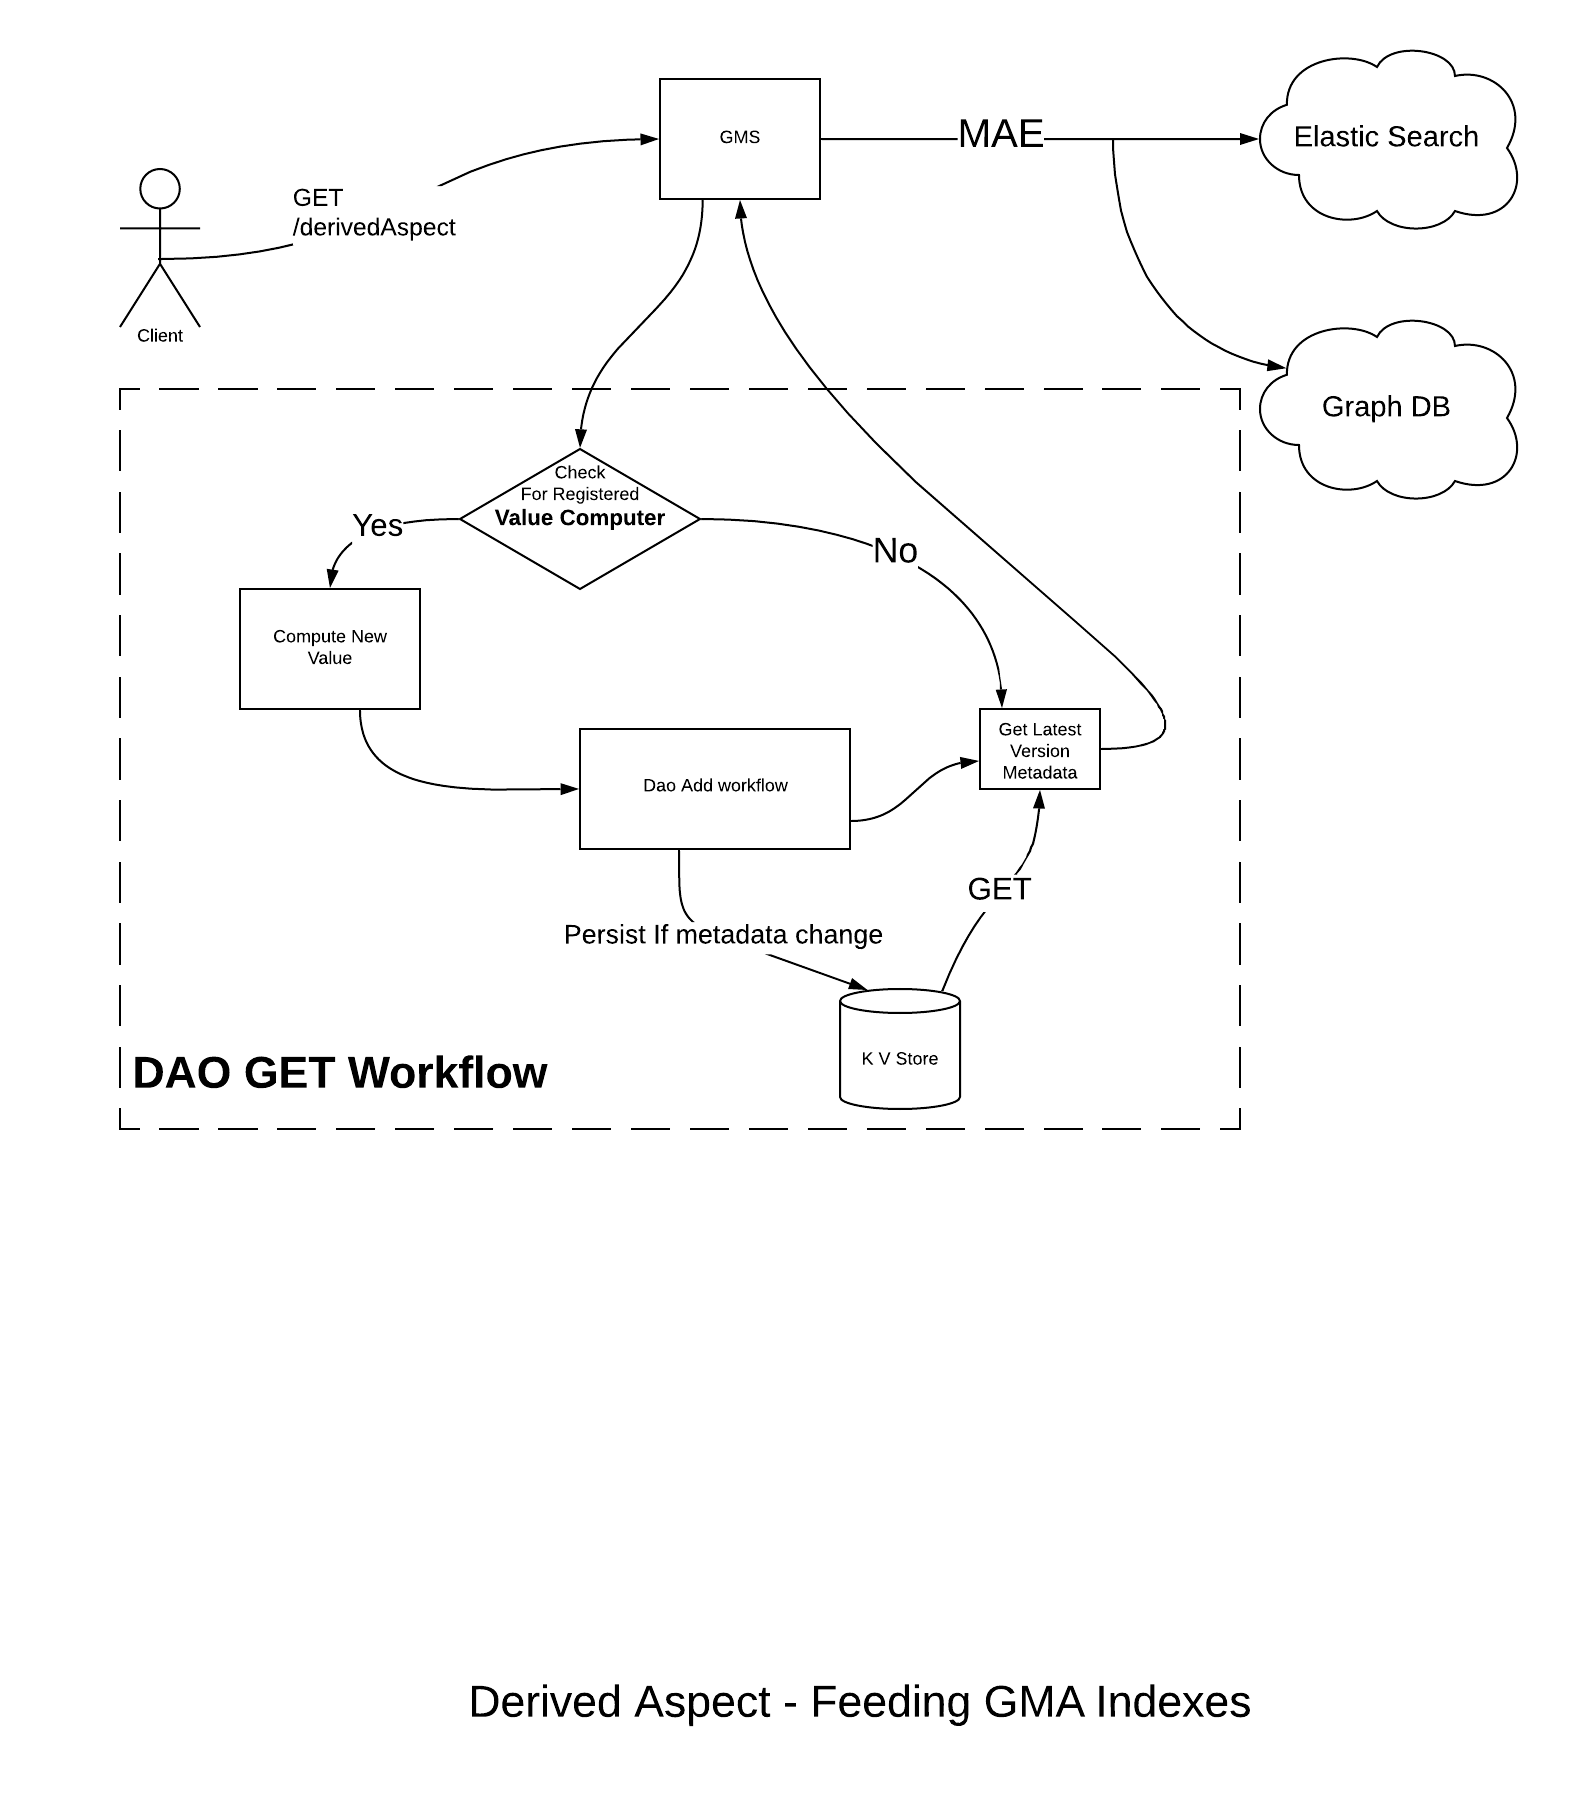 GMS
MAE
Elastic Search
GET
/derivedAspect
Client
Graph DB
Check
For Registered
Value Computer
Yes
No
Compute New
Value
Get Latest
Version
Metadata
Dao Add workflow
GET
Persist If metadata change
K V Store
DAO GET Workflow
Derived Aspect - Feeding GMA Indexes